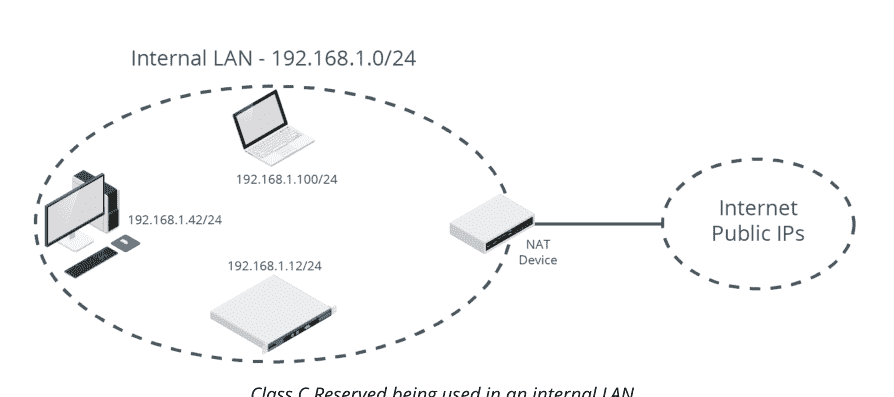 Internal LAN - 192.168.1.0/24
192.168.1.100/24
192.168.1.42/24
192.168.1.12/24
NAT
Device
Internet
Public IPs
Class C Reserved being used in an internal LAN